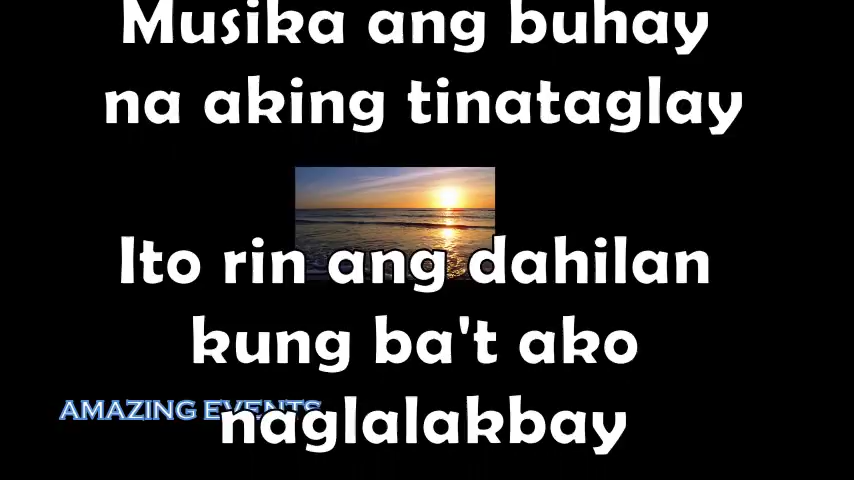 Musika ang buhay
na aking tinataglay
Ito rin ang dahilan
kung ba't ako
AMAZING EVENTS
naglalakbay